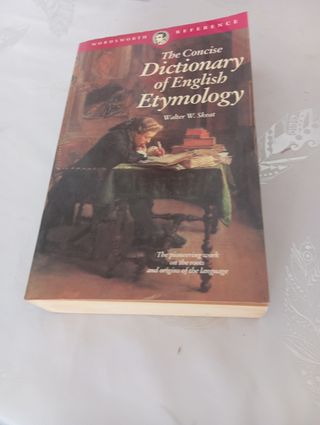 WORDSWORTH REFERENCE
The Concise
Dictionary
of English
Etymology
Walter W. Skeat
The pioneering work
on the roots
and origins of the language